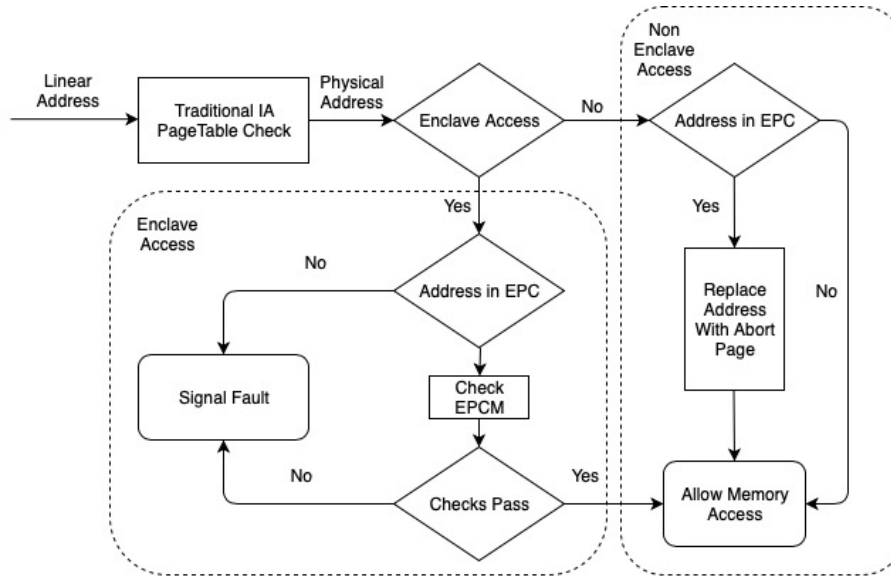 Linear
Address
Traditional IA
PageTable Check
Physical
Address
Enclave Access
No
Non
Enclave
Access
Address in EPC
Yes
No
Replace
Address
With Abort
Page
Allow Memory
Access
Yes
Enclave
Access
No
Address in EPC
Signal Fault
Check
EPCM
No
Checks Pass
Yes